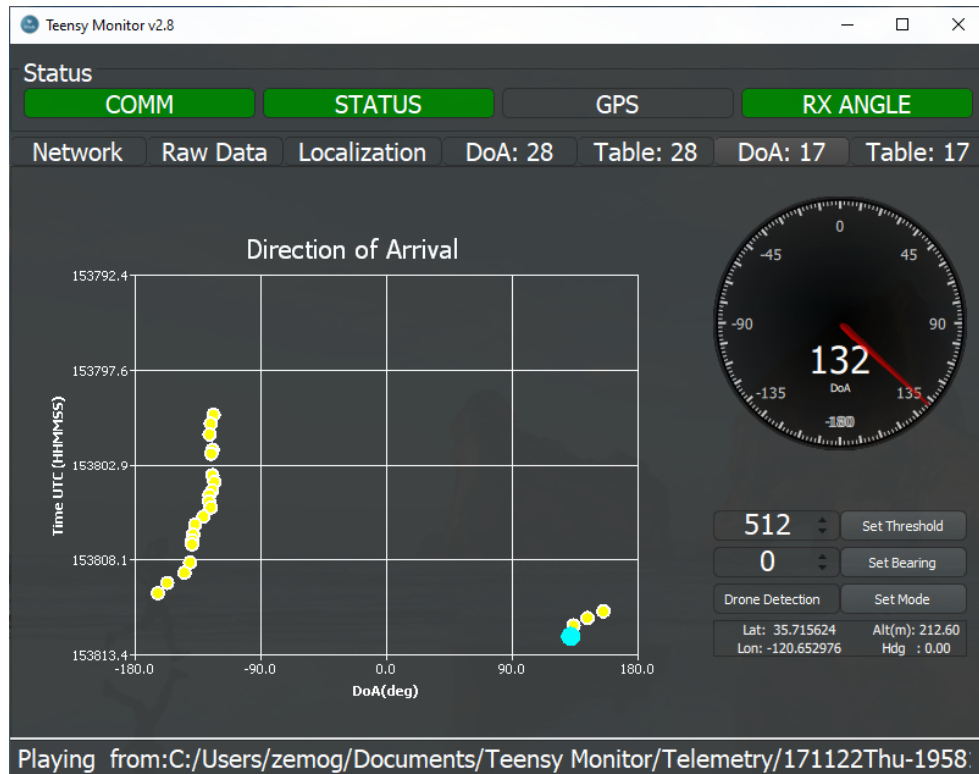 Teensy Monitor v2.8
Status
COMM STATUS GPS RX ANGLE
Network Raw Data Localization DoA: 28 Table: 28 DoA: 17 Table: 17
Direction of Arrival
153792.4
153797.6
153802.9
153808.1
153813.4
Time UTC (HHMMSS)
-180.0 -90.0 0.0 90.0 180.0
DoA(deg)
0
-45 45
-90 90
132
DoA
-135 135
-180
512 Set Threshold
0 Set Bearing
Drone Detection Set Mode
Lat: 35.715624 Alt(m): 212.60
Lon: -120.652976 Hdg : 0.00
Playing from:C:/Users/zemog/Documents/Teensy Monitor/Telemetry/171122Thu-1958